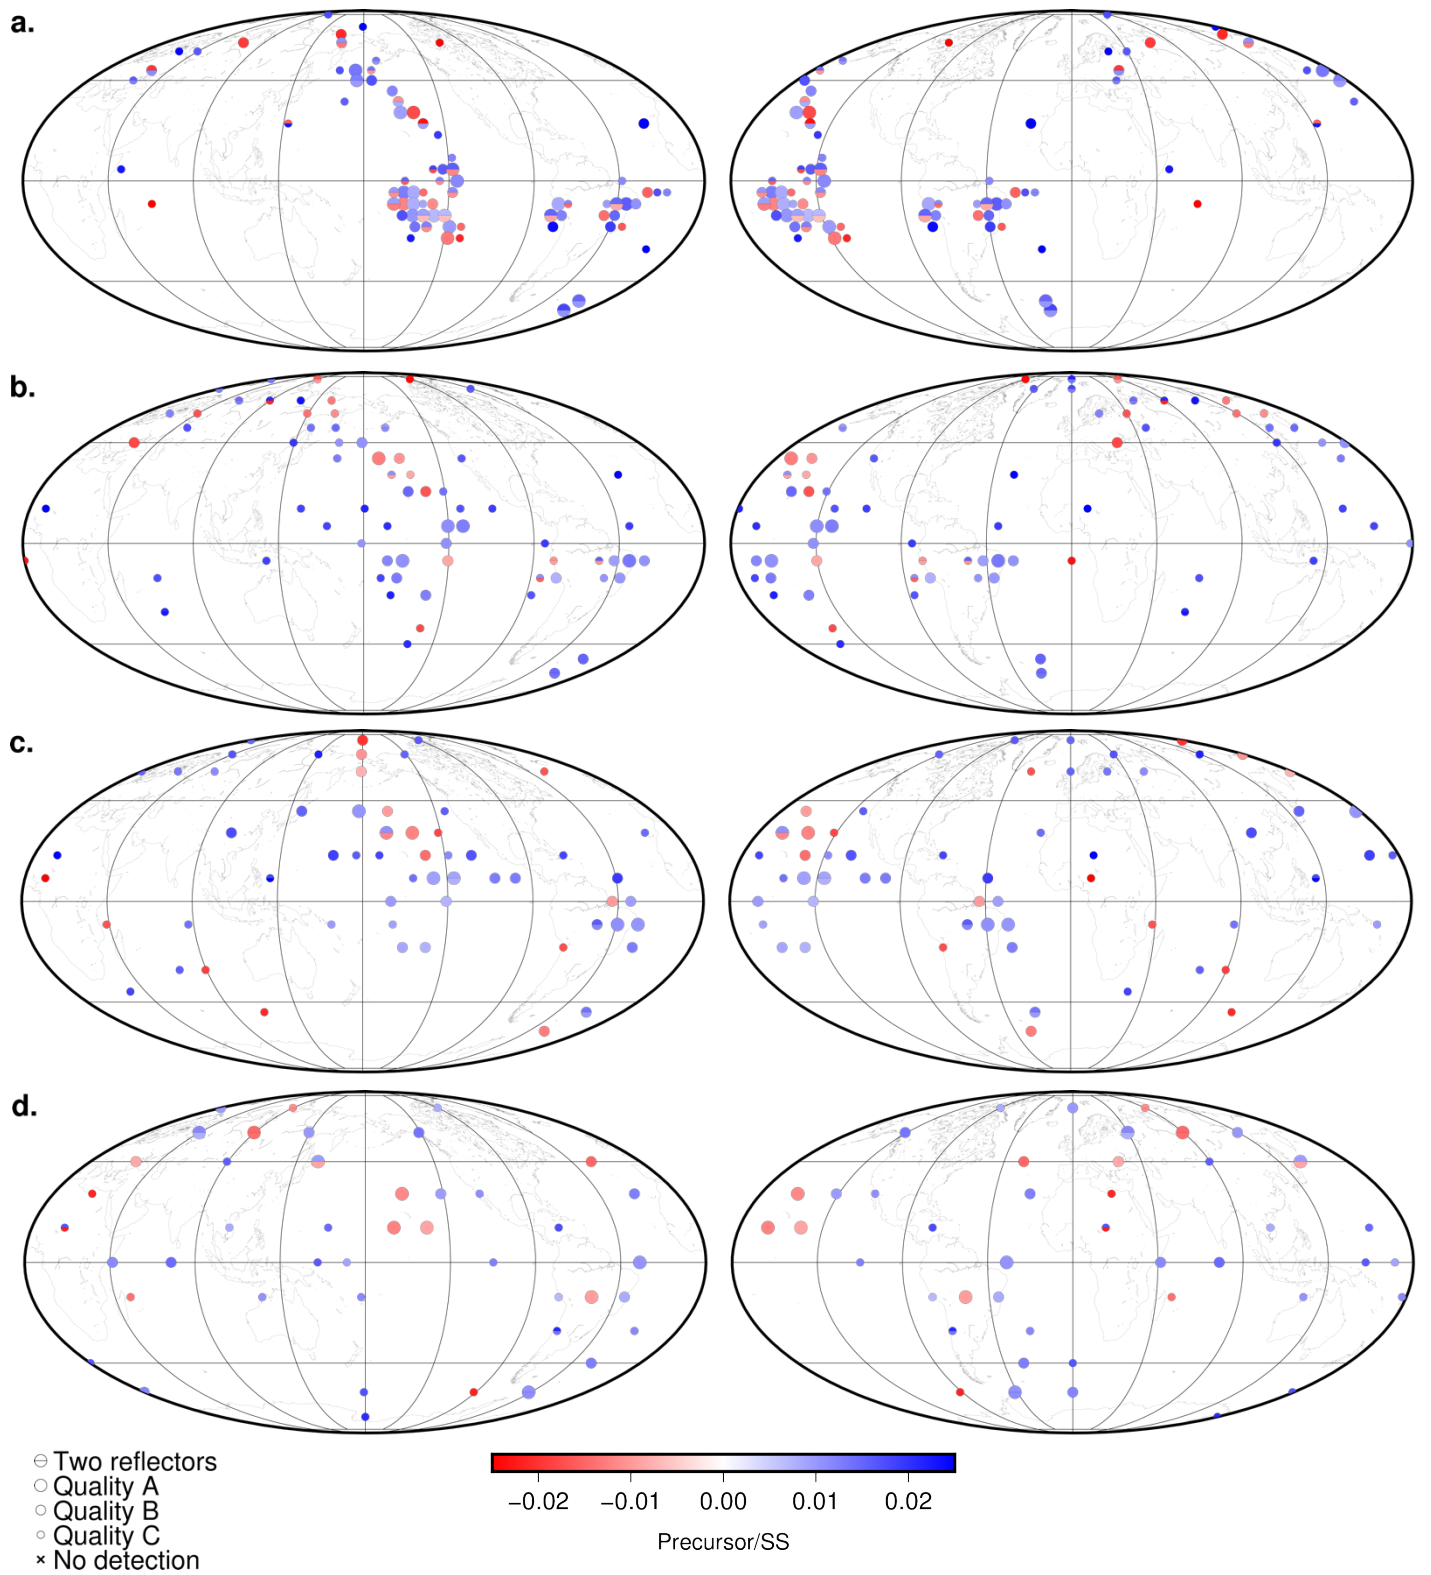 a.
b.
c.
d.
Two reflectors
Quality A
Quality B
Quality C
No detection
−0.02 −0.01 0.00 0.01 0.02
Precursor/SS